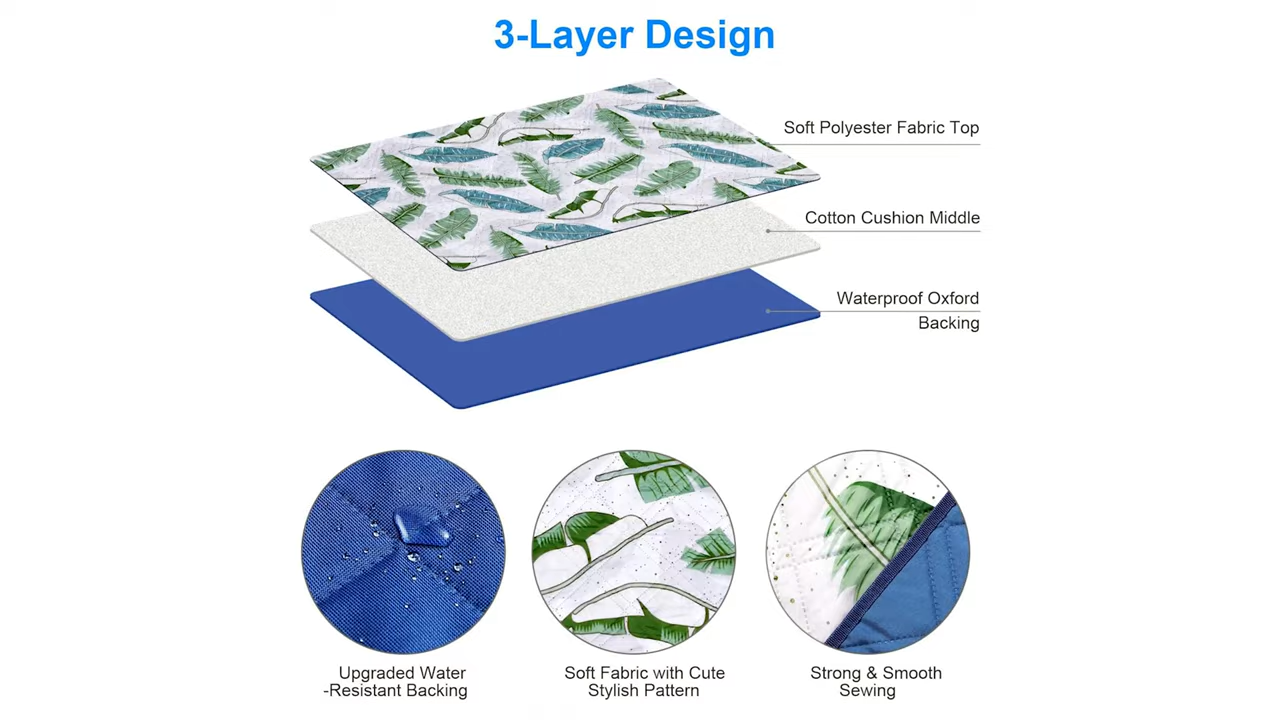 3-Layer Design
Soft Polyester Fabric Top
Cotton Cushion Middle
Waterproof Oxford
Backing
Upgraded Water
-Resistant Backing
Soft Fabric with Cute
Stylish Pattern
Strong & Smooth
Sewing